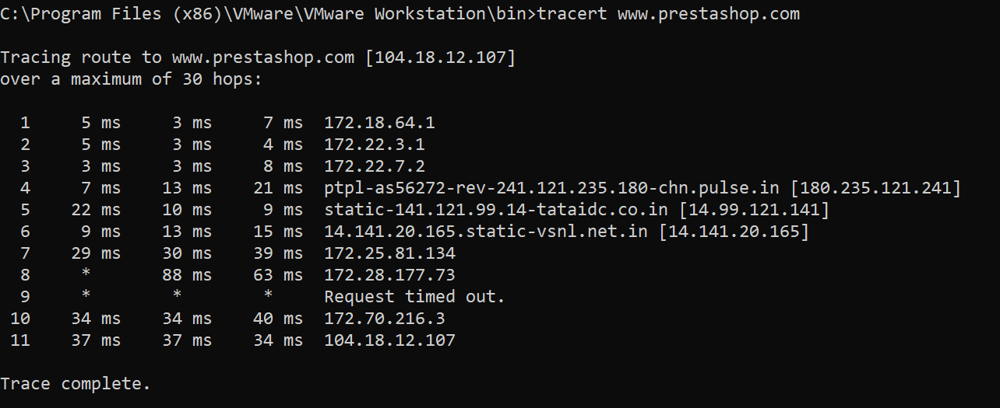 C:\Program Files (x86)\VMware\VMware Workstation\bin>tracert www.prestashop.com
Tracing route to www.prestashop.com [104.18.12.107]
over a maximum of 30 hops:
1 5 ms 3 ms 7 ms 172.18.64.1
2 5 ms 3 ms 4 ms 172.22.3.1
3 3 ms 3 ms 8 ms 172.22.7.2
4 7 ms 13 ms 21 ms ptpl-as56272-rev-241.121.235.180-chn.pulse.in [180.235.121.241]
5 22 ms 10 ms 9 ms static-141.121.99.14-tataidc.co.in [14.99.121.141]
6 9 ms 13 ms 15 ms 14.141.20.165.static-vsnl.net.in [14.141.20.165]
7 29 ms 30 ms 39 ms 172.25.81.134
8 * 88 ms 63 ms 172.28.177.73
9 * * * Request timed out.
10 34 ms 34 ms 40 ms 172.70.216.3
11 37 ms 37 ms 34 ms 104.18.12.107
Trace complete.